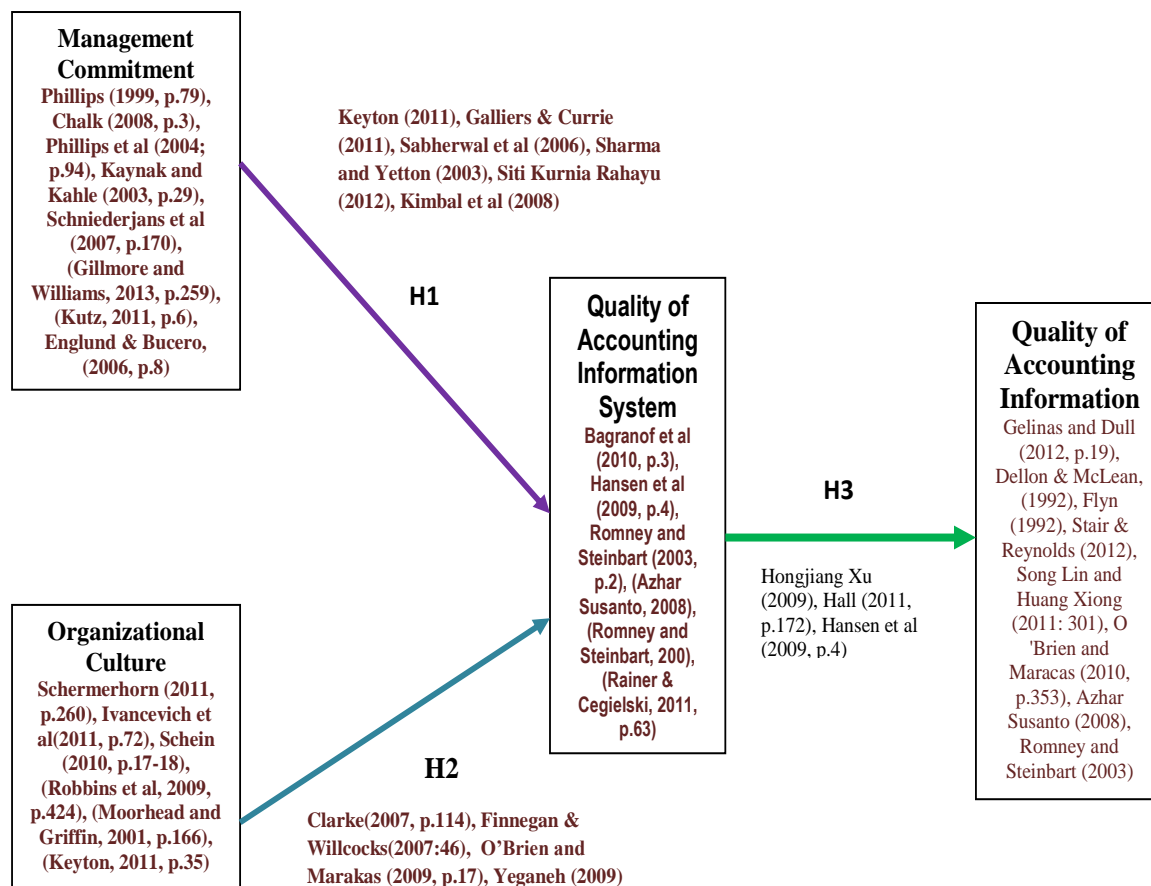 Management
Commitment
Phillips (1999, p.79),
Chalk (2008, p.3),
Phillips et al (2004;
p.94), Kaynak and
Kahle (2003, p.29),
Schniederjans et al
(2007, p.170),
(Gillmore and
Williams, 2013, p.259),
(Kutz, 2011, p.6),
Englund & Bucero,
(2006, p.8)
Keyton (2011), Galliers & Currie
(2011), Sabherwal et al (2006), Sharma
and Yetton (2003), Siti Kurnia Rahayu
(2012), Kimbal et al (2008)
H1
Quality of
Accounting
Information
System
Bagranof et al
(2010, p.3),
Hansen et al
(2009, p.4),
Romney and
Steinbart (2003,
p.2), (Azhar
Susanto, 2008),
(Romney and
Steinbart, 200),
(Rainer &
Cegielski, 2011,
p.63)
H3
Hongjiang Xu
(2009), Hall (2011,
p.172), Hansen et al
(2009, p.4)
Quality of
Accounting
Information
Gelinas and Dull
(2012, p.19),
Dellon & McLean,
(1992), Flyn
(1992), Stair &
Reynolds (2012),
Song Lin and
Huang Xiong
(2011: 301), O
'Brien and
Maracas (2010,
p.353), Azhar
Susanto (2008),
Romney and
Steinbart (2003)
Organizational
Culture
Schermerhorn (2011,
p.260), Ivancevich et
al(2011, p.72), Schein
(2010, p.17-18),
(Robbins et al, 2009,
p.424), (Moorhead and
Griffin, 2001, p.166),
(Keyton, 2011, p.35)
H2
Clarke(2007, p.114), Finnegan &
Willcocks(2007:46), O’Brien and
Marakas (2009, p.17), Yeganeh (2009)